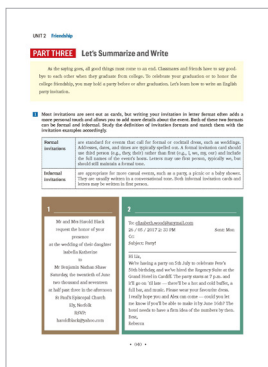 UNIT 2 Friendship
PART THREE Let's Summarize and Write
As the saying goes, all good things must come to an end. Classmates and friends have to say good-
bye to each other when they graduate from college. To celebrate your graduation or to honor the
college friendship, you may hold a party before or after graduation. Let's learn how to write an English
party invitation.
1 Most invitations are sent out as cards, but writing your invitation in letter format often adds a
more personal touch and allows you to add more details about the event. Both of these two formats
can be formal and informal. Study the definition of invitation formats and match them with the
invitation examples accordingly.
Formal invitations
are standard for events that call for formal or cocktail dress, such as weddings.
Addresses, dates, and times are typically spelled out. A formal invitation card should
use third person (e.g., they, their) rather than first (e.g., I, we, my, our) and include
the full names of the event's hosts. Letters may use first person, typically we, but
should still maintain a formal tone.
Informal invitations
are appropriate for more casual events, such as a party, a picnic or a baby shower.
They are usually written in a conversational tone. Both informal invitation cards and
letters may be written in first person.
1
Mr and Mrs Harold Black
request the honor of your
presence
at the wedding of their daughter
Isabella Katherine
to
Mr Benjamin Nathan
Saturday, the twentieth of June
two thousand and seventeen
at half past three in the afternoon
St Paul's Episcopal Church
Ely, Norfolk
RSVP:
haroldblack@yahoo.com
2
To: elisabeth.wood@gmail.com
2017 2: 51 PM
Subject: Party!
Hi Liz,
We're having a party on 5th July to celebrate Pete's
30th birthday and we've hired the Regency Suite at the
Grand Hotel in Cardiff. The party starts at 7 p.m. and
it'll go on 'til late — there'll be a hot and cold buffet, a
full bar, and music. Please wear your favourite dress.
I really hope you and Alex can come — could you let
me know if you'll be able to make it by June 16th? The
hotel needs to have a firm idea of the numbers by then.
Rebecca
• 040 •